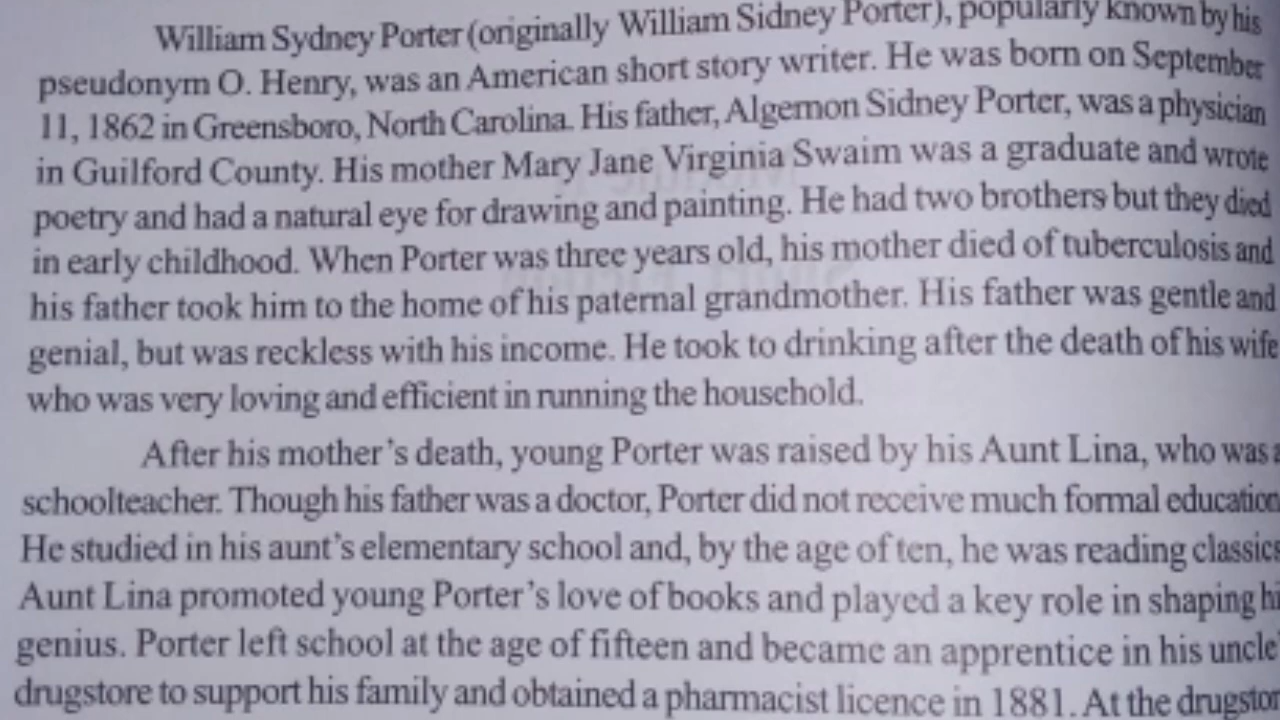 William Sydney Porter (originally William Sidney Porter), popularly known by his
pseudonym O. Henry, was an American short story writer. He was born on September
11, 1862 in Greensboro, North Carolina. His father, Algernon Sidney Porter, was a physician
in Guilford County. His mother Mary Jane Virginia Swaim was a graduate and wrote
poetry and had a natural eye for drawing and painting. He had two brothers but they died
in early childhood. When Porter was three years old, his mother died of tuberculosis and
his father took him to the home of his paternal grandmother. His father was gentle and
genial, but was reckless with his income. He took to drinking after the death of his wife
who was very loving and efficient in running the household.
After his mother's death, young Porter was raised by his Aunt Lina, who was a
schoolteacher. Though his father was a doctor, Porter did not receive much formal education
He studied in his aunt's elementary school and, by the age of ten, he was reading classics
Aunt Lina promoted young Porter's love of books and played a key role in shaping hi
genius. Porter left school at the age of fifteen and became an apprentice in his uncle
drugstore to support his family and obtained a pharmacist licence in 1881. At the drugstor